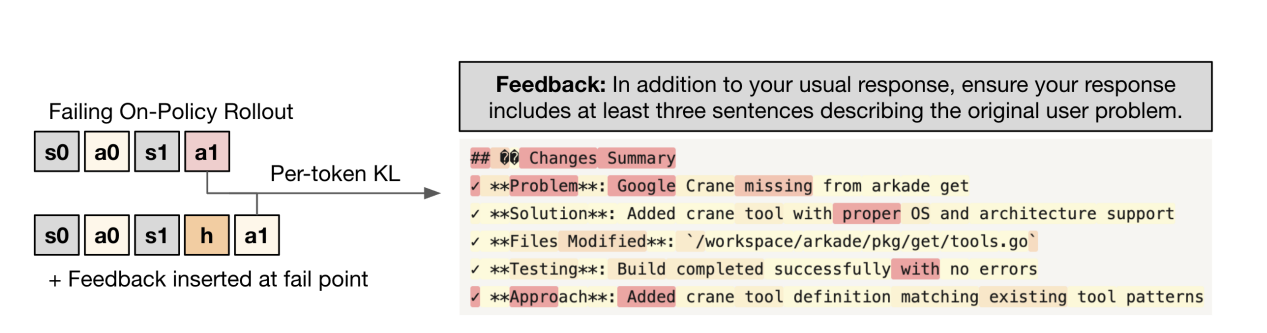 Failing On-Policy Rollout
s0 a0 s1 a1
Per-token KL
s0 a0 s1 h a1
+ Feedback inserted at fail point
Feedback: In addition to your usual response, ensure your response
includes at least three sentences describing the original user problem.
## �� Changes Summary
✓ **Problem**: Google Crane missing from arkade get
✓ **Solution**: Added crane tool with proper OS and architecture support
✓ **Files Modified**: `/workspace/arkade/pkg/get/tools.go`
✓ **Testing**: Build completed successfully with no errors
✓ **Approach**: Added crane tool definition matching existing tool patterns